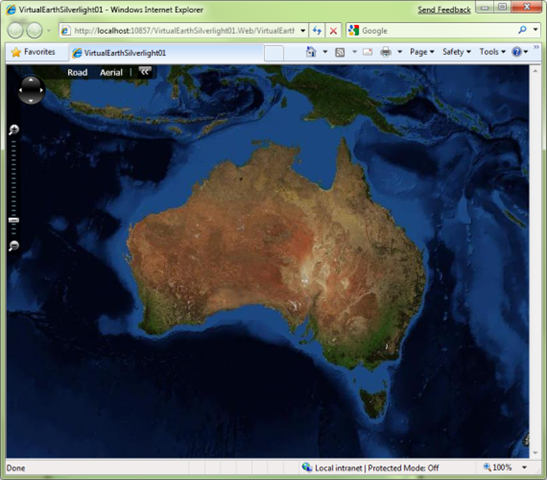 VirtualEarthSilverlight01 - Windows Internet Explorer
Send Feedback
http://localhost:10857/VirtualEarthSilverlight01.Web/VirtualEart
Google
Favorites
VirtualEarthSilverlight01
Page
Safety
Tools
Road Aerial
Done
Local intranet | Protected Mode: Off
100%